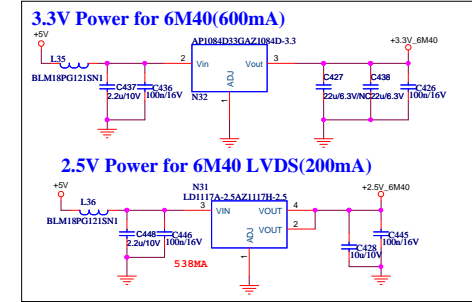 3.3V Power for 6M40(600mA)
+5V
AP1084D33GAZ1084D-3.3
+3.3V_6M40
L35
2
Vin
Vout
3
BLM18PG121SN1
C437
2.2u/10V
C436
100n/16V
ADJ
N32
1
C427
22u/6.3V/NC
C438
22u/6.3V
C426
100n/16V
2.5V Power for 6M40 LVDS(200mA)
+5V
N31
LD1117A-2.5AZ1117H-2.5
+2.5V_6M40
L36
3
VIN
VOUT
4
VOUT
2
BLM18PG121SN1
C448
2.2u/10V
C446
100n/16V
ADJ
1
538MA
C428
10u/10V
C445
100n/16V